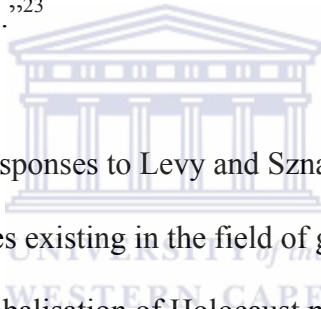 .”23
sponses to Levy and Szna
es existing in the field of g
UNIVERSITY of the
balisation of Holocaust
WESTERN CAPE